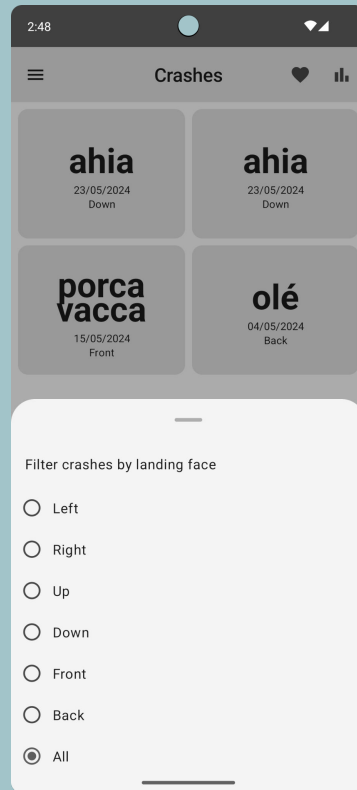 2:48
Crashes
ahia
23/05/2024
Down
ahia
23/05/2024
Down
porca
vacca
15/05/2024
Front
olé
04/05/2024
Back
Filter crashes by landing face
Left
Right
Up
Down
Front
Back
All